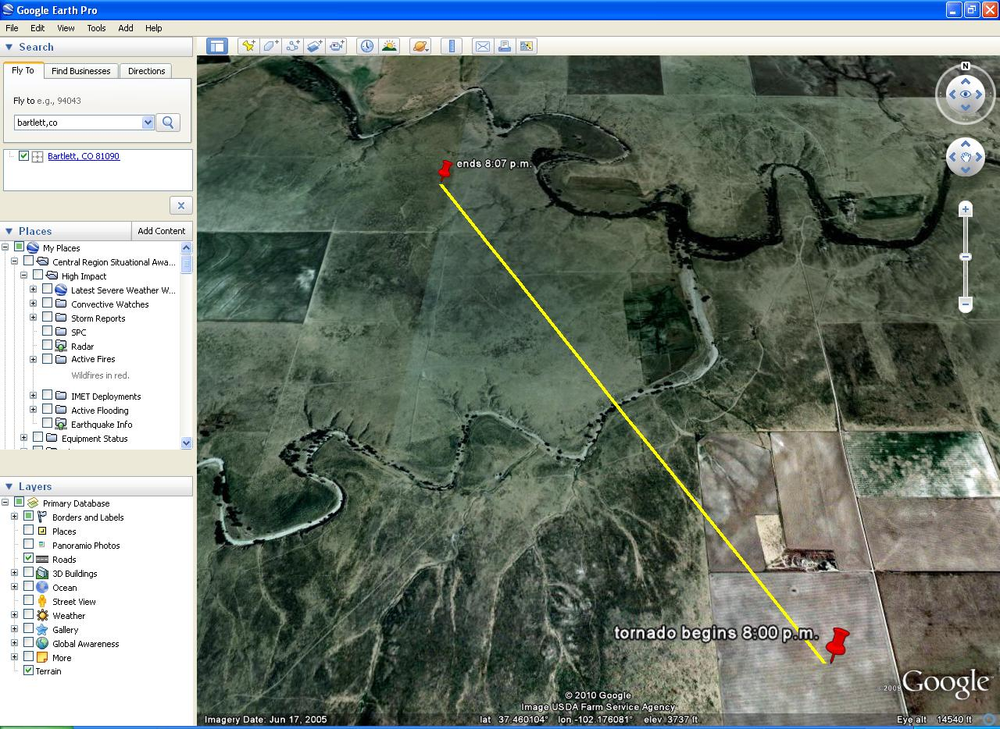 Google Earth Pro
File Edit View Tools Add Help
Search
Fly To Find Businesses Directions
Fly to e.g., 94043
bartlett,co
Bartlett, CO 81090
Places Add Content
My Places
Central Region Situational Awa...
High Impact
Latest Severe Weather W...
Convective Watches
Storm Reports
SPC
Radar
Active Fires
Wildfires in red.
IMET Deployments
Active Flooding
Earthquake Info
Equipment Status
Layers
Primary Database
Borders and Labels
Places
Panoramio Photos
Roads
3D Buildings
Ocean
Street View
Weather
Gallery
Global Awareness
More
Terrain
N
ends 8:07 p.m.
tornado begins 8:00 p.m.
©2009 Google
© 2010 Google
Image USDA Farm Service Agency
Imagery Date: Jun 17, 2005 lat 37.460104° lon -102.176081° elev 3737 ft Eye alt 14540 ft